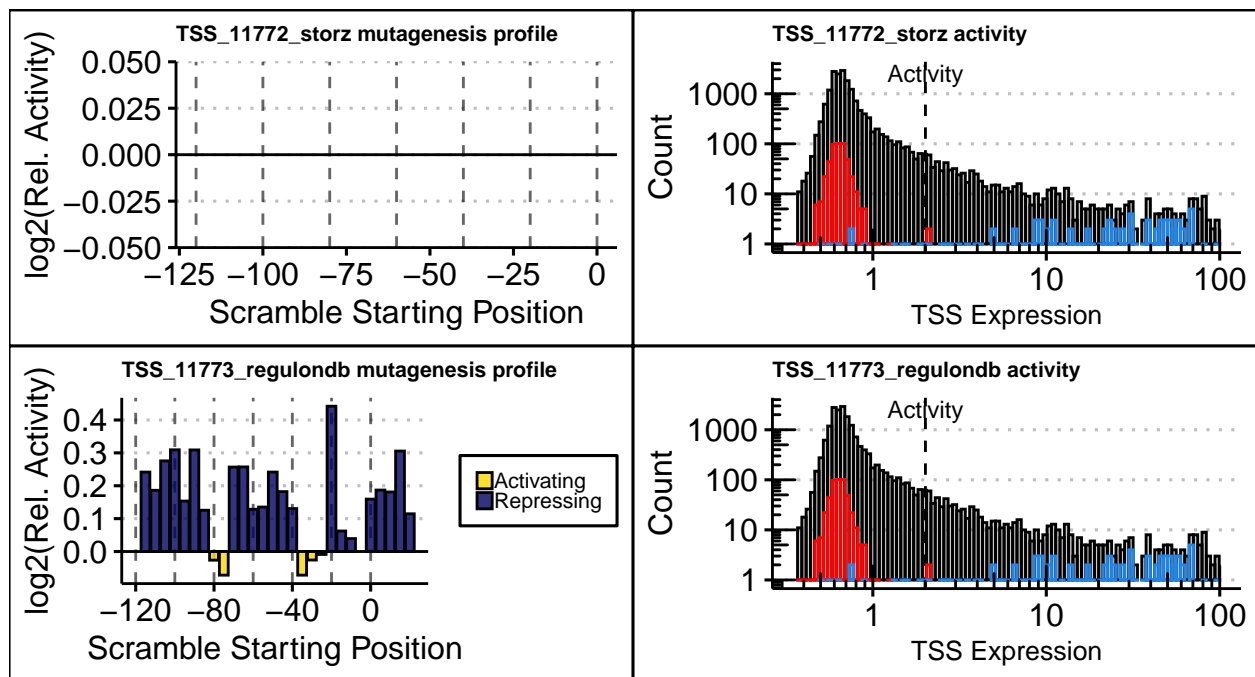 TSS_11772_storz mutagenesis profile
log2(Rel. Activity)
0.050
0.025
0.000
−0.025
−0.050
−125 −100 −75 −50 −25 0
Scramble Starting Position
TSS_11772_storz activity
Activity
Count
1000
100
10
1
1 10 100
TSS Expression
TSS_11773_regulondb mutagenesis profile
log2(Rel. Activity)
0.4
0.3
0.2
0.1
0.0
−120 −80 −40 0
Scramble Starting Position
Activating
Repressing
TSS_11773_regulondb activity
Activity
Count
1000
100
10
1
1 10 100
TSS Expression